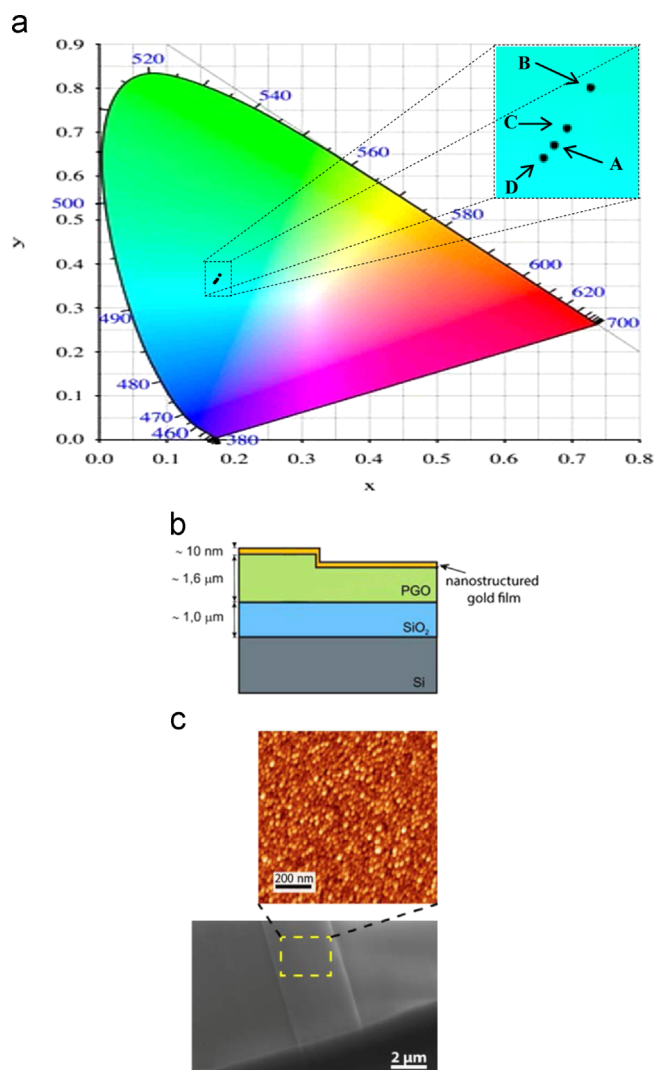 a
0.9
0.8
0.7
0.6
0.5
0.4
0.3
0.2
0.1
0.0
y
0.0 0.1 0.2 0.3 0.4 0.5 0.6 0.7 0.8
x
520
540
560
580
600
620
700
500
490
480
470
460
380
B
C
A
D
b
~ 10 nm
~ 1,6 μm
~ 1,0 μm
PGO
SiO₂
Si
nanostructured
gold film
c
200 nm
2 μm